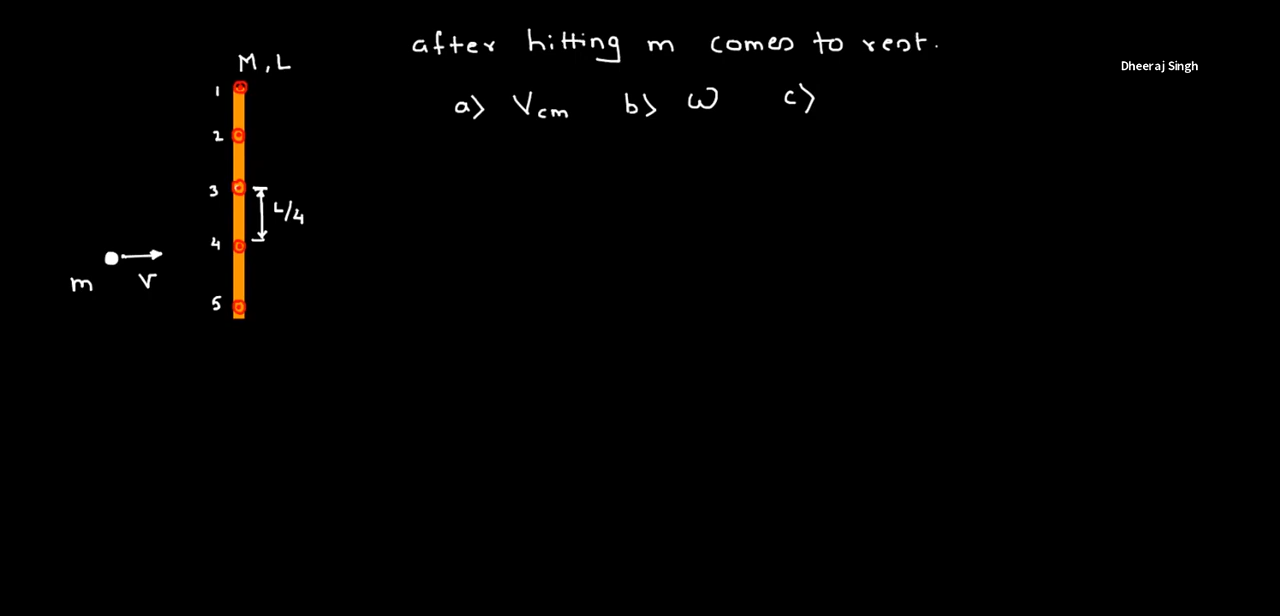 after hitting m comes to rest.
Dheeraj Singh
M, L
a) Vcm b) ω c)
1
2
3
L/4
4
m v
5